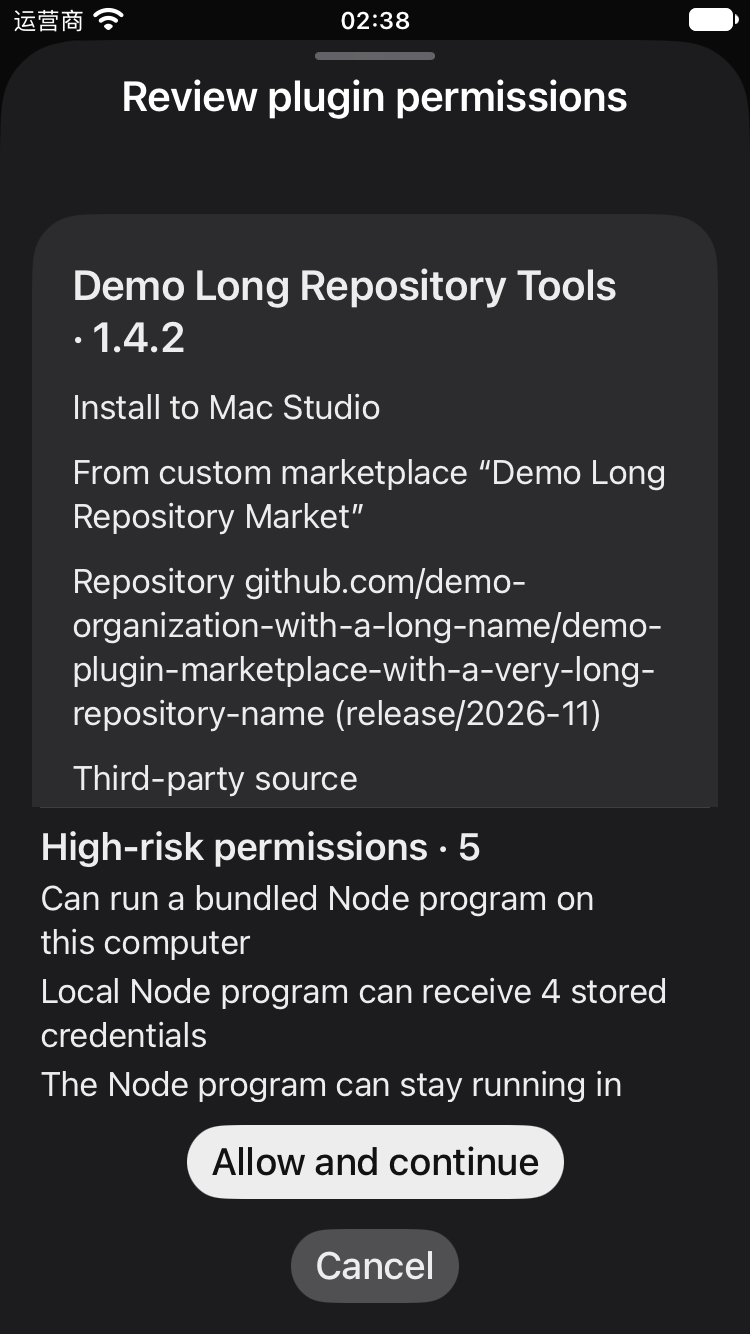 运营商
02:38
Review plugin permissions
Demo Long Repository Tools
· 1.4.2
Install to Mac Studio
From custom marketplace “Demo Long
Repository Market”
Repository github.com/demo-
organization-with-a-long-name/demo-
plugin-marketplace-with-a-very-long-
repository-name (release/2026-11)
Third-party source
High-risk permissions · 5
Can run a bundled Node program on
this computer
Local Node program can receive 4 stored
credentials
The Node program can stay running in
Allow and continue
Cancel